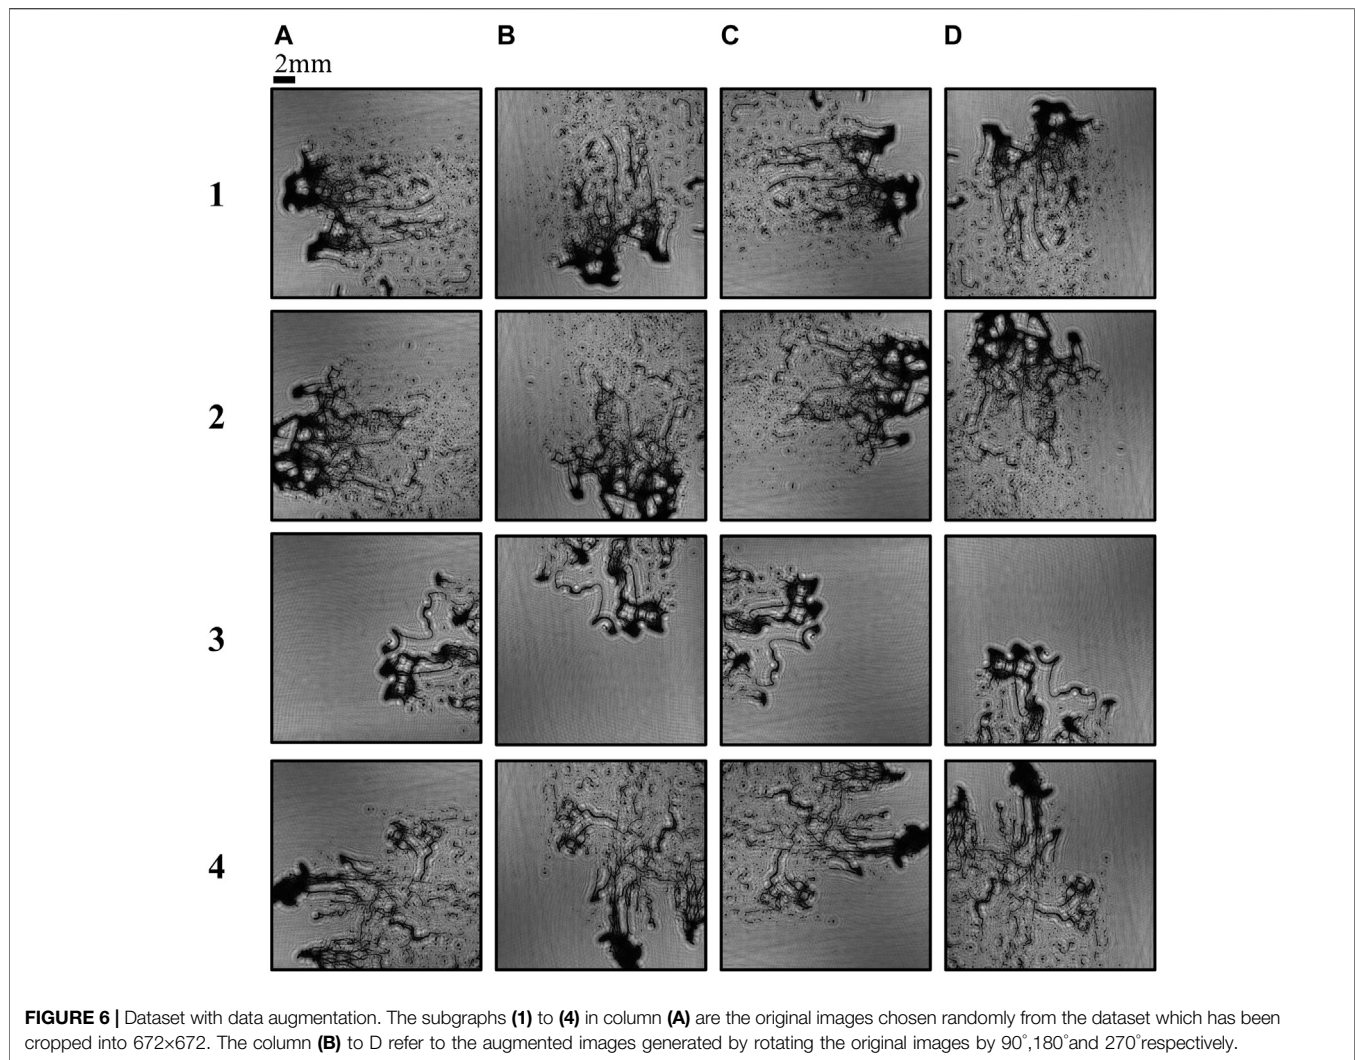 A B C D
2mm
1
2
3
4
FIGURE 6 | Dataset with data augmentation. The subgraphs (1) to (4) in column (A) are the original images chosen randomly from the dataset which has been
cropped into 672×672. The column (B) to D refer to the augmented images generated by rotating the original images by 90°,180°and 270°respectively.